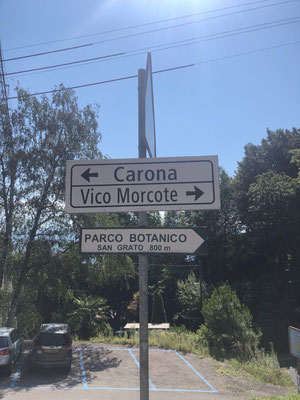 Carona
Vico Morcote
PARCO BOTANICO
SAN GRATO 800 m